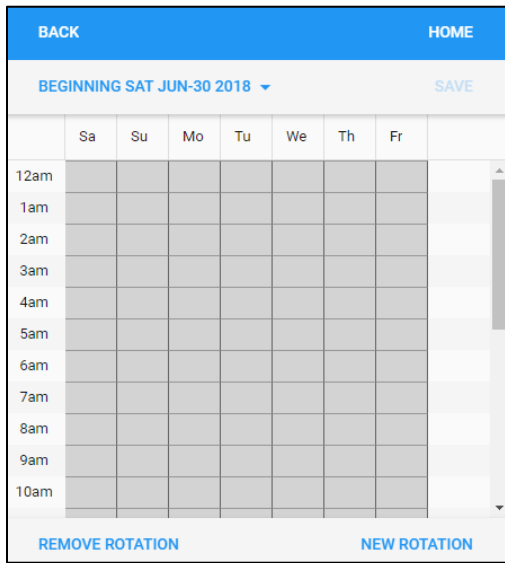 BACK HOME
BEGINNING SAT JUN-30 2018 SAVE
Sa Su Mo Tu We Th Fr
12am
1am
2am
3am
4am
5am
6am
7am
8am
9am
10am
REMOVE ROTATION NEW ROTATION